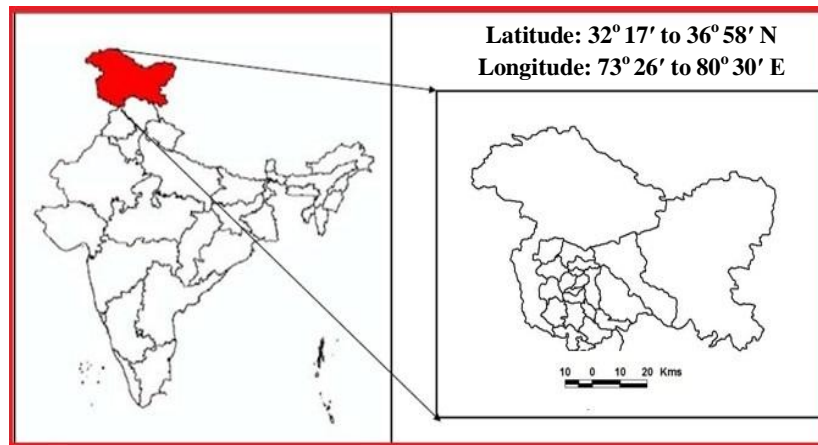 Latitude: 32° 17′ to 36° 58′ N
Longitude: 73° 26′ to 80° 30′ E
10 0 10 20 Kms